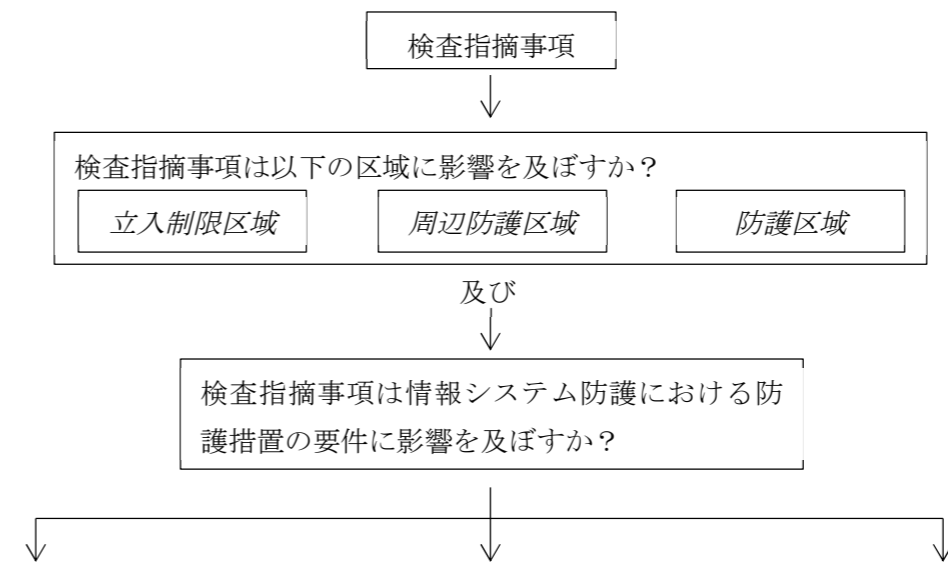 検査指摘事項
検査指摘事項は以下の区域に影響を及ぼすか？
立入制限区域
周辺防護区域
防護区域
及び
検査指摘事項は情報システム防護における防
護措置の要件に影響を及ぼすか？